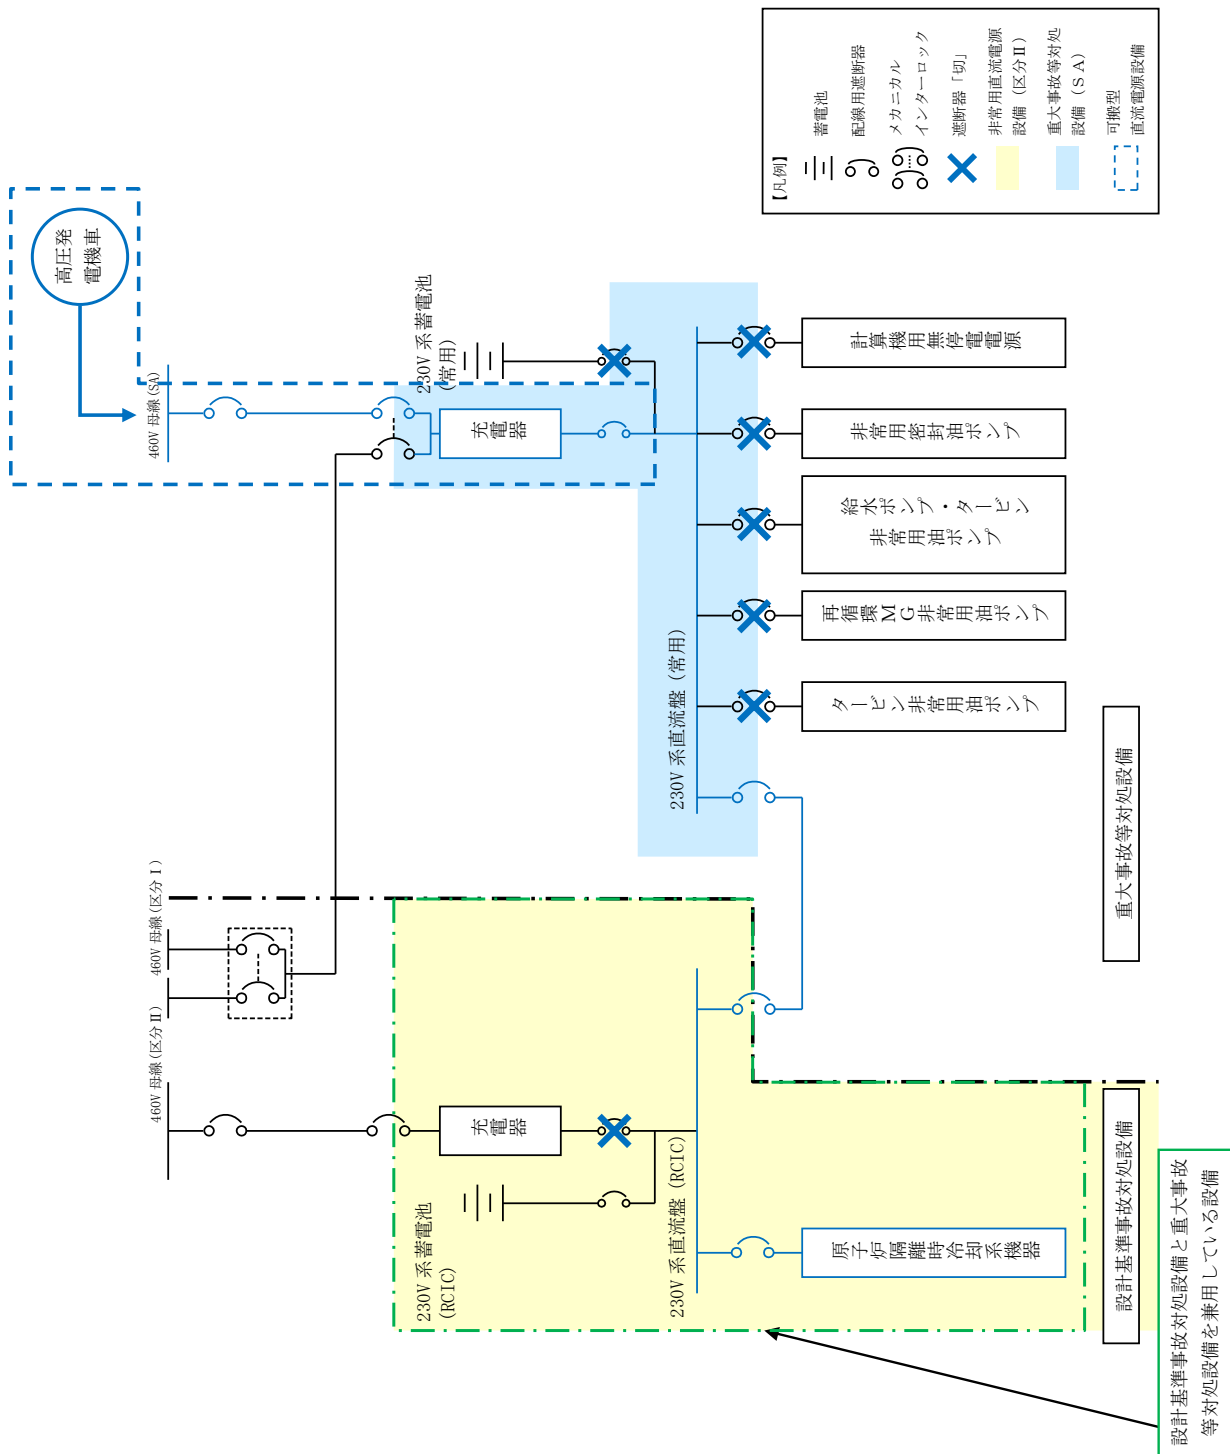 【凡例】
蓄電池
配線用遮断器
メカニカル
インターロック
遮断器「切」
非常用直流電源
設備（区分Ⅱ）
重大事故等対処
設備（ＳＡ）
可搬型
直流電源設備
高圧発
電機車
460V 母線(SA)
230V 系蓄電池
(常用)
充電器
計算機用無停電電源
非常用密封油ポンプ
給水ポンプ・タービン
非常用油ポンプ
再循環ＭＧ非常用油ポンプ
タービン非常用油ポンプ
230V 系直流盤（常用）
460V 母線(区分Ⅰ)
460V 母線(区分Ⅱ)
充電器
230V 系蓄電池
(RCIC)
230V 系直流盤（RCIC）
原子炉隔離時冷却系機器
重大事故等対処設備
設計基準事故対処設備
設計基準事故対処設備と重大事故
等対処設備を兼用している設備